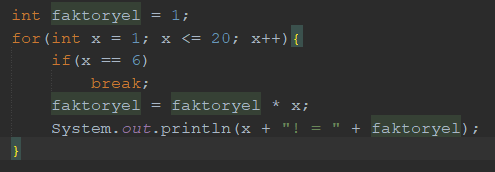 int faktoryel = 1;
for(int x = 1; x <= 20; x++){
if(x == 6)
break;
faktoryel = faktoryel * x;
System.out.println(x + "! = " + faktoryel);
}